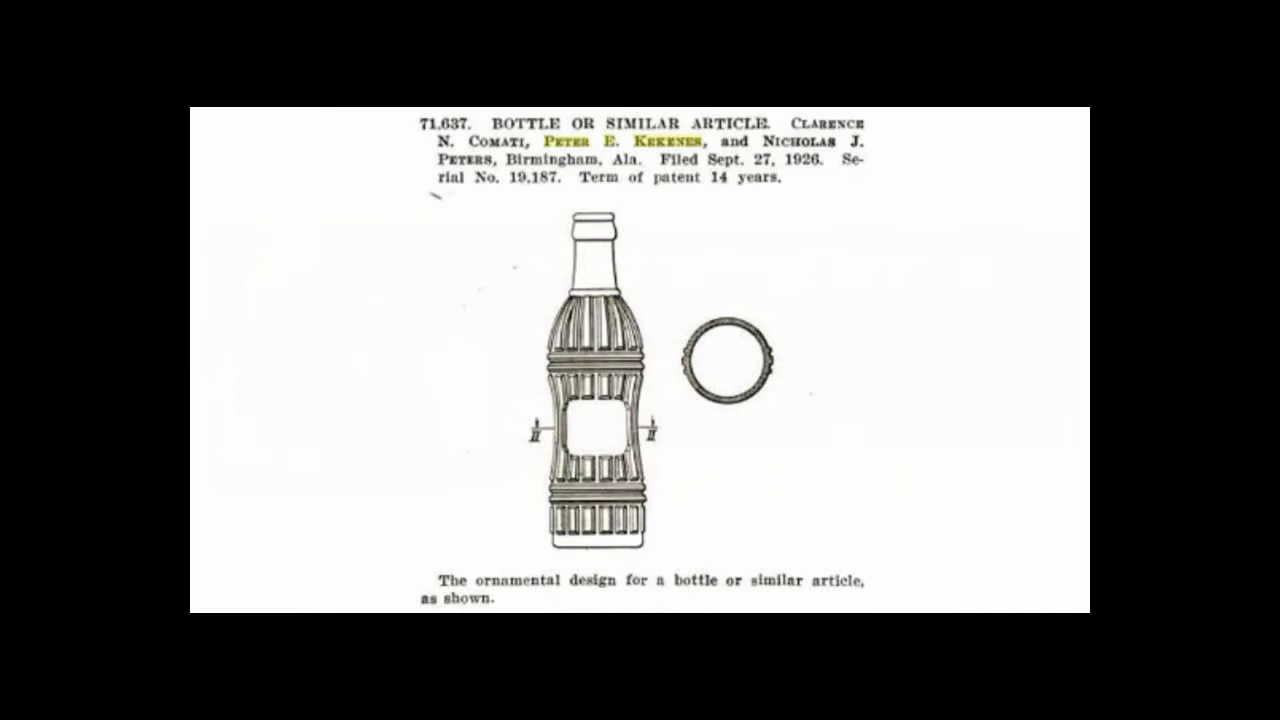 71,637. BOTTLE OR SIMILAR ARTICLE. CLARENCE
N. COMATI, PETER E. KEKENES, and NICHOLAS J.
PETERS, Birmingham, Ala. Filed Sept. 27, 1926. Se-
rial No. 19,187. Term of patent 14 years.
II II
The ornamental design for a bottle or similar article,
as shown.